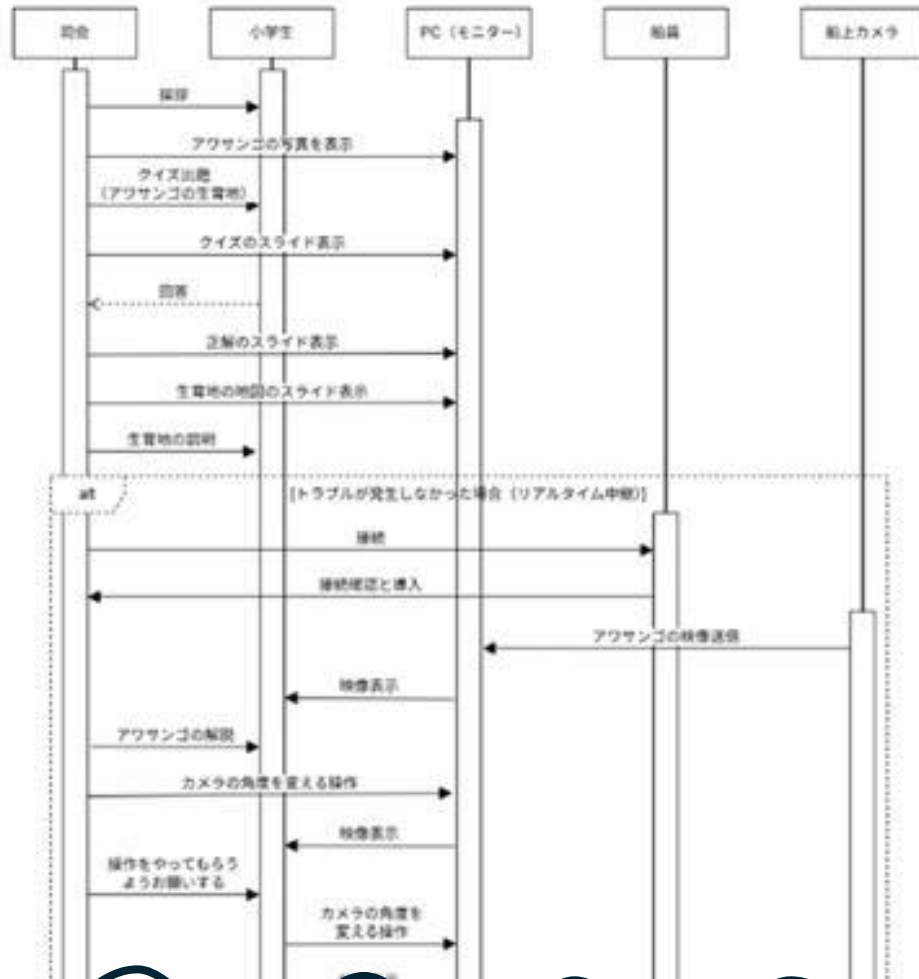 司会
小学生
PC（モニター）
船員
船上カメラ
挨拶
アワサンゴの写真を表示
クイズ出題
（アワサンゴの生育地）
クイズのスライド表示
回答
正解のスライド表示
生育地の地図のスライド表示
生育地の説明
alt
[トラブルが発生しなかった場合（リアルタイム中継）]
接続
接続確認と導入
アワサンゴの映像送信
映像表示
アワサンゴの解説
カメラの角度を変える操作
映像表示
操作をやってもらう
ようお願いする
カメラの角度を
変える操作